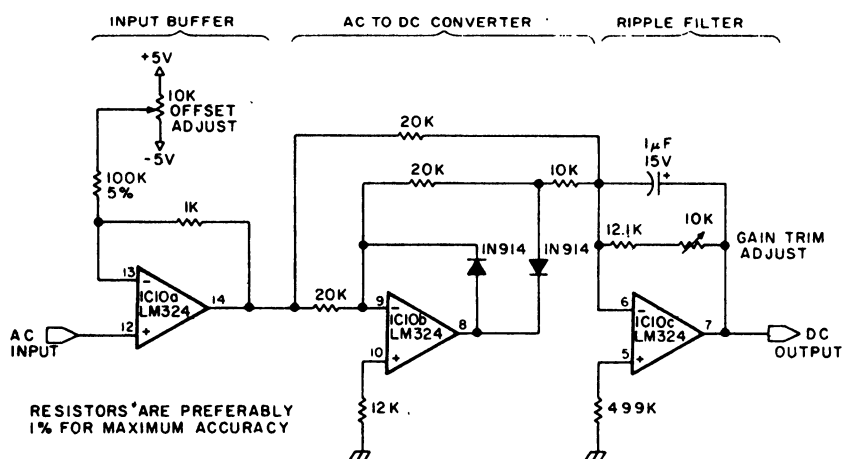 INPUT BUFFER
AC TO DC CONVERTER
RIPPLE FILTER
+5V
10K
OFFSET
ADJUST
-5V
100K
5%
1K
20K
20K
10K
1µF
15V
+
12.1K
10K
GAIN TRIM
ADJUST
1N914
1N914
20K
13
-
IC10a
LM324
14
12
+
AC
INPUT
9
-
IC10b
LM324
8
10
+
12K
6
-
IC10c
LM324
7
5
+
499K
DC
OUTPUT
RESISTORS ARE PREFERABLY
1% FOR MAXIMUM ACCURACY